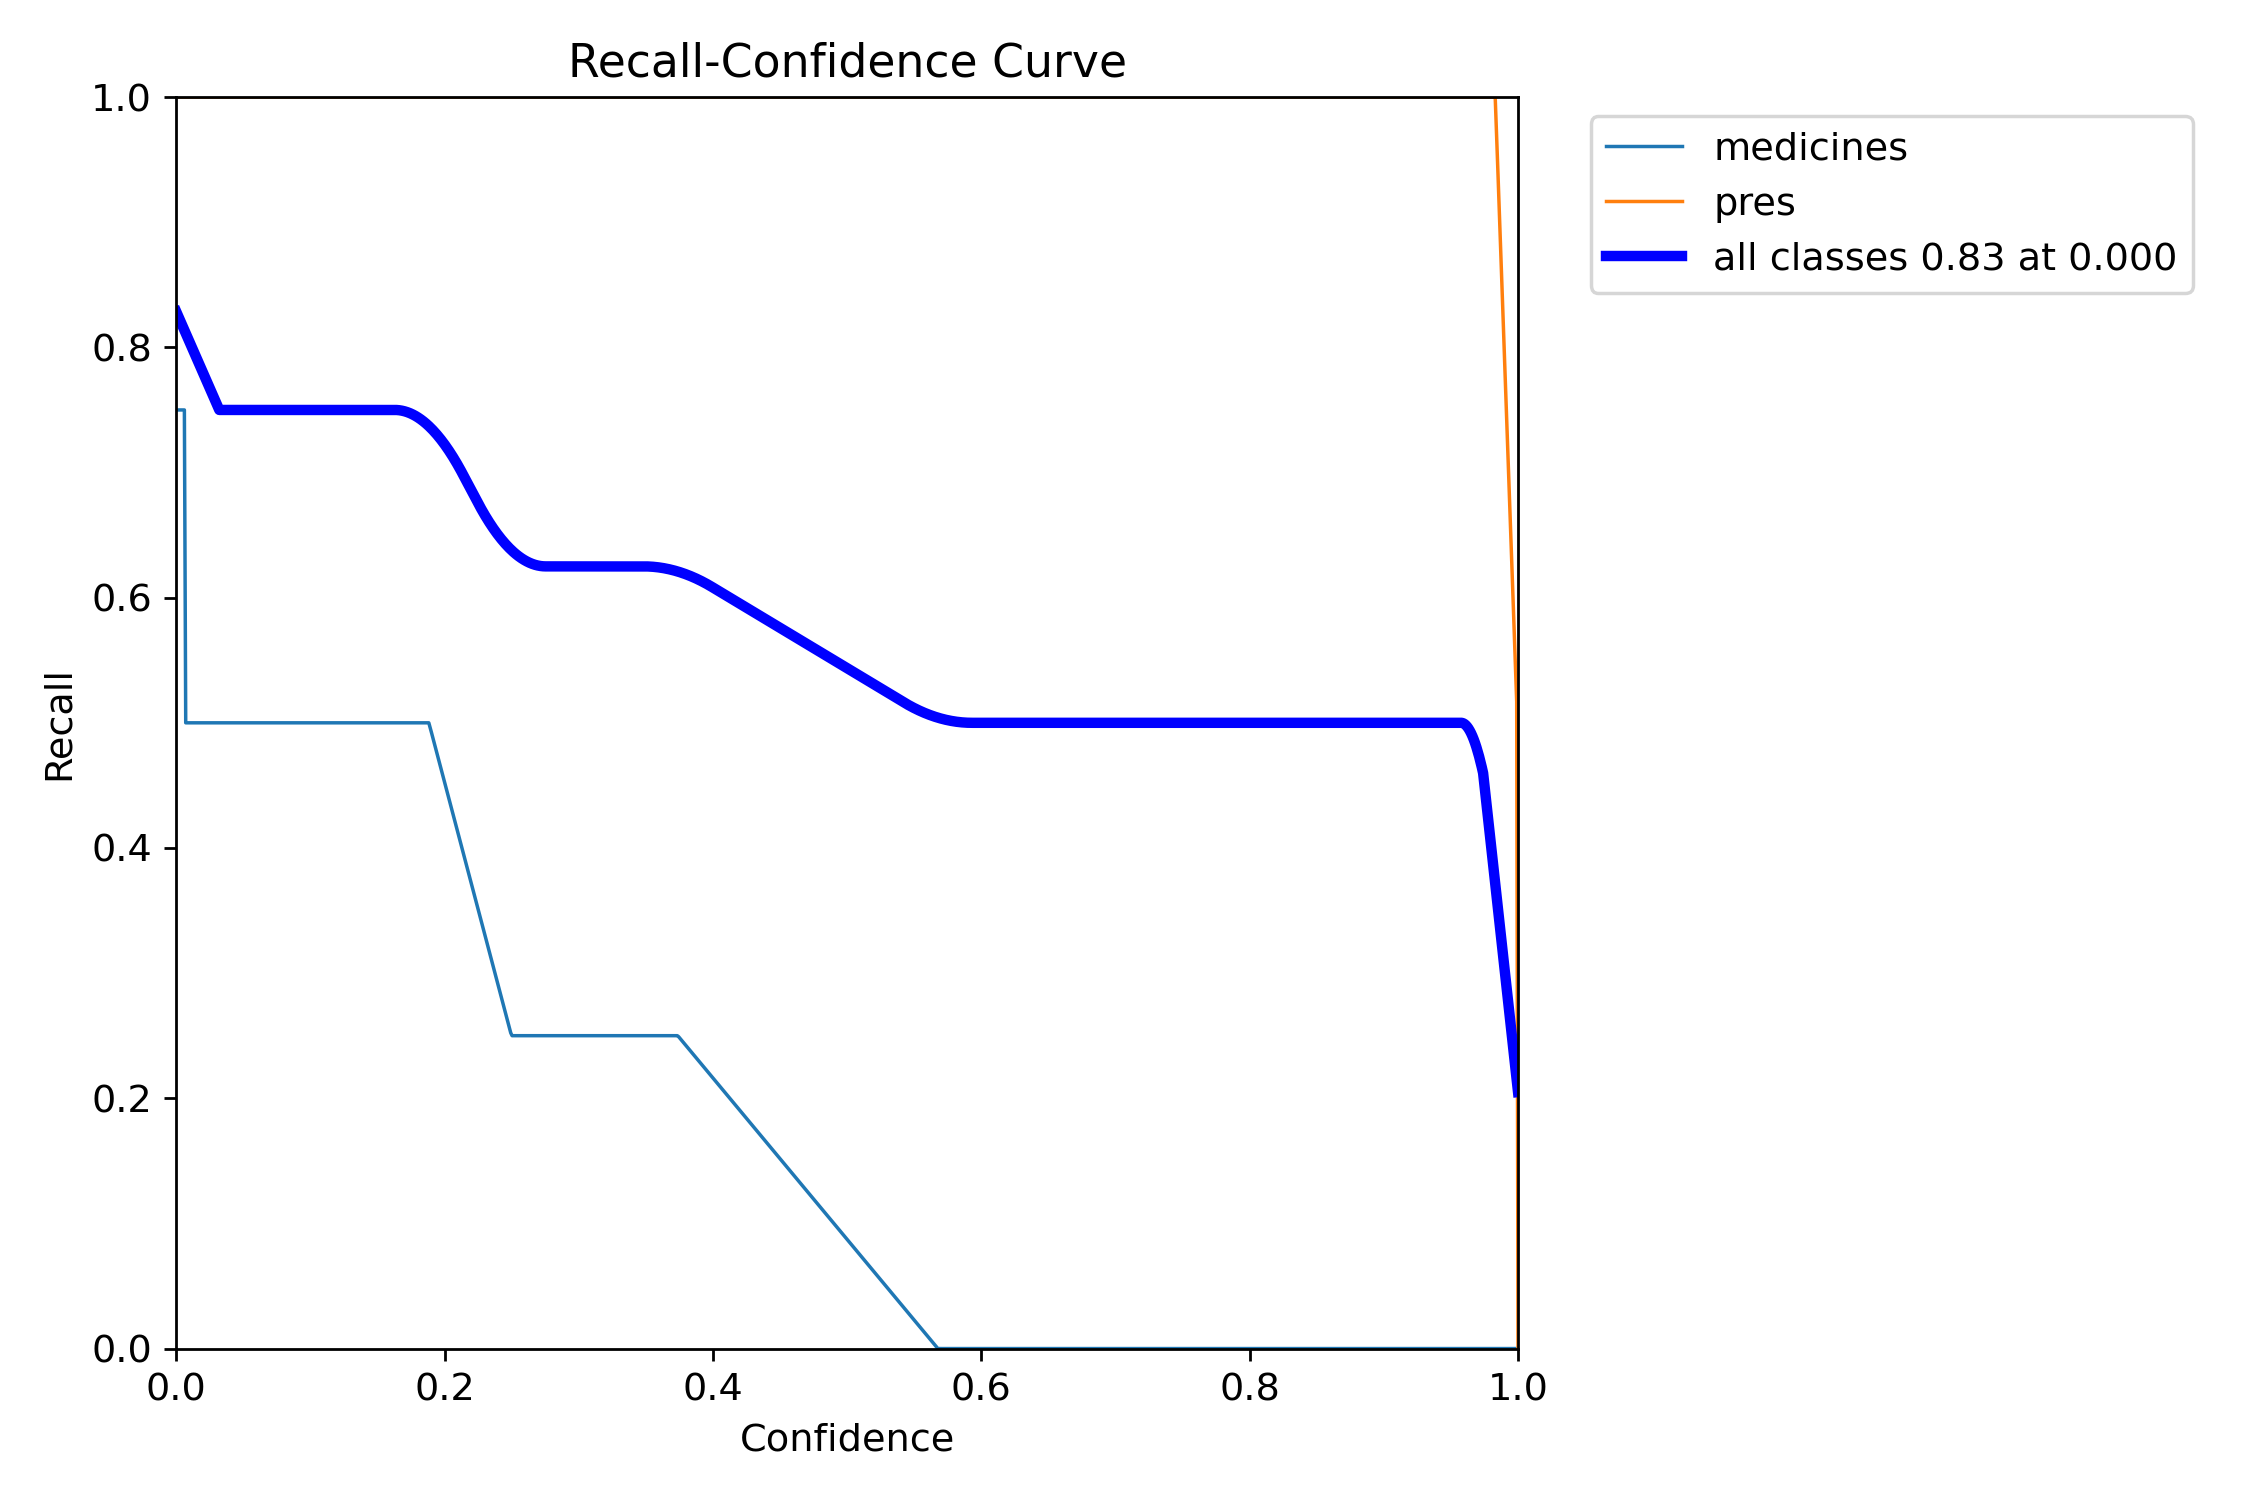 Recall-Confidence Curve
1.0
0.8
0.6
0.4
0.2
0.0
Recall
0.0 0.2 0.4 0.6 0.8 1.0
Confidence
medicines
pres
all classes 0.83 at 0.000